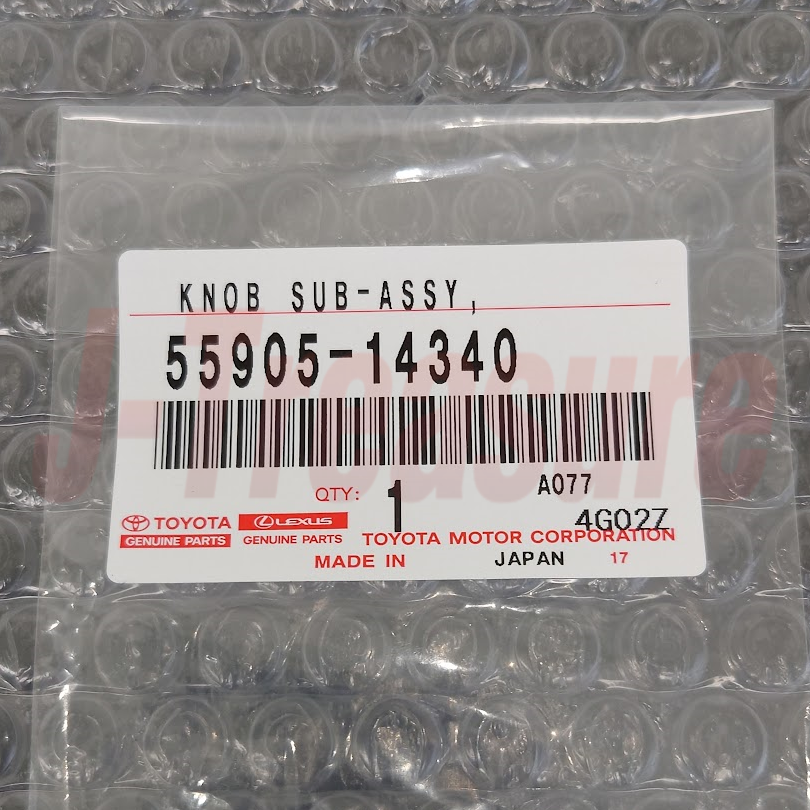 KNOB SUB-ASSY,
55905-14340
QTY: 1 A077
4G02Z
TOYOTA LEXUS
GENUINE PARTS GENUINE PARTS TOYOTA MOTOR CORPORATION
MADE IN JAPAN 17
J-Treasure